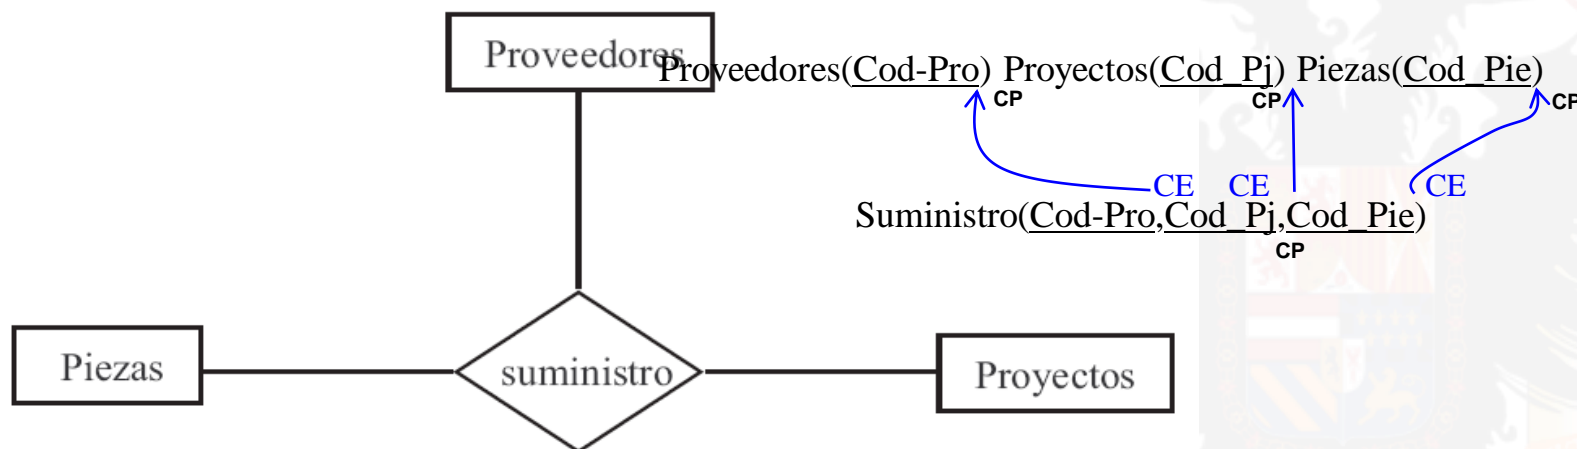 Proveedores
Proveedores(Cod-Pro) Proyectos(Cod_Pj) Piezas(Cod_Pie)
CP CP CP
CE CE CE
Suministro(Cod-Pro,Cod_Pj,Cod_Pie)
CP
Piezas
suministro
Proyectos